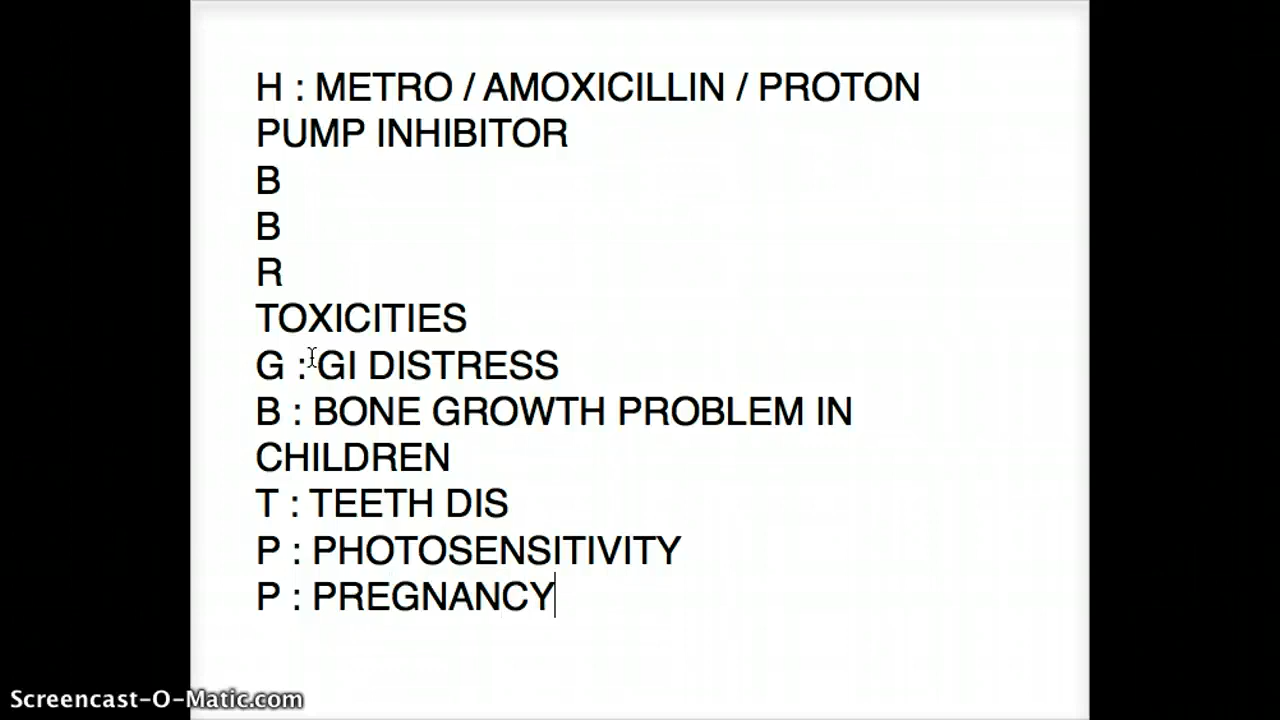 H : METRO / AMOXICILLIN / PROTON
PUMP INHIBITOR
B
B
R
TOXICITIES
G : GI DISTRESS
B : BONE GROWTH PROBLEM IN
CHILDREN
T : TEETH DIS
P : PHOTOSENSITIVITY
P : PREGNANCY
Screencast-O-Matic.com